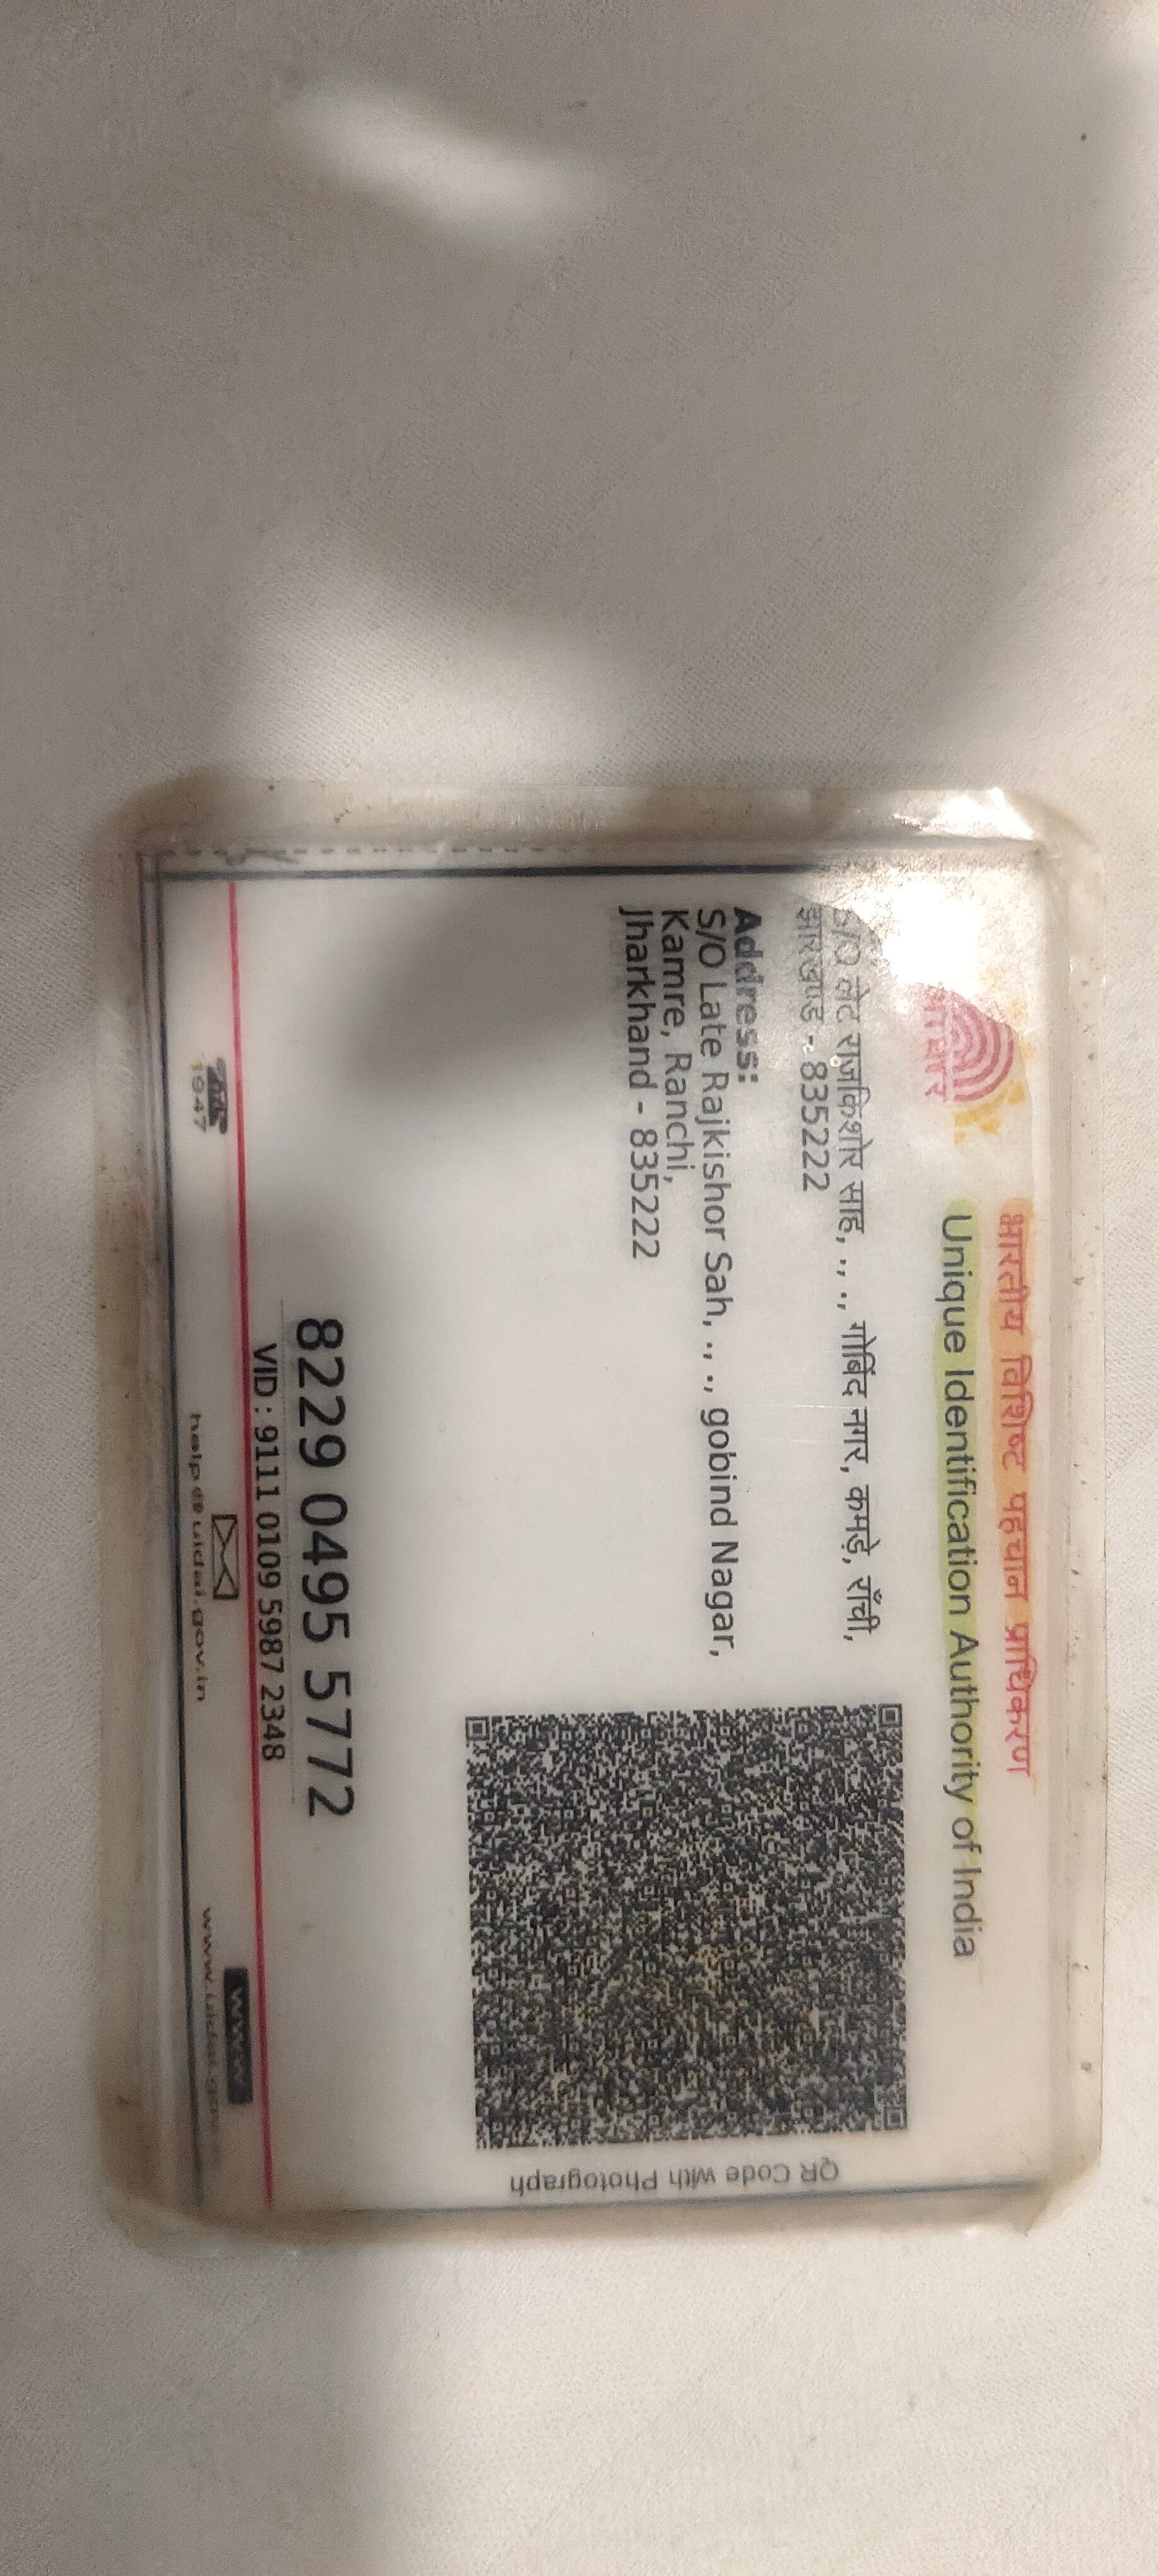 भारतीय विशिष्ट पहचान प्राधिकरण
Unique Identification Authority of India
आधार
S/O लेट राजकिशोर साह, ., ., गोबिंद नगर, कमड़े, राँची,
झारखण्ड - 835222
Address:
S/O Late Rajkishor Sah, ., ., gobind Nagar,
Kamre, Ranchi,
Jharkhand - 835222
QR Code with Photograph
8229 0495 5772
VID : 9111 0109 5987 2348
1947
help@uidai.gov.in
www